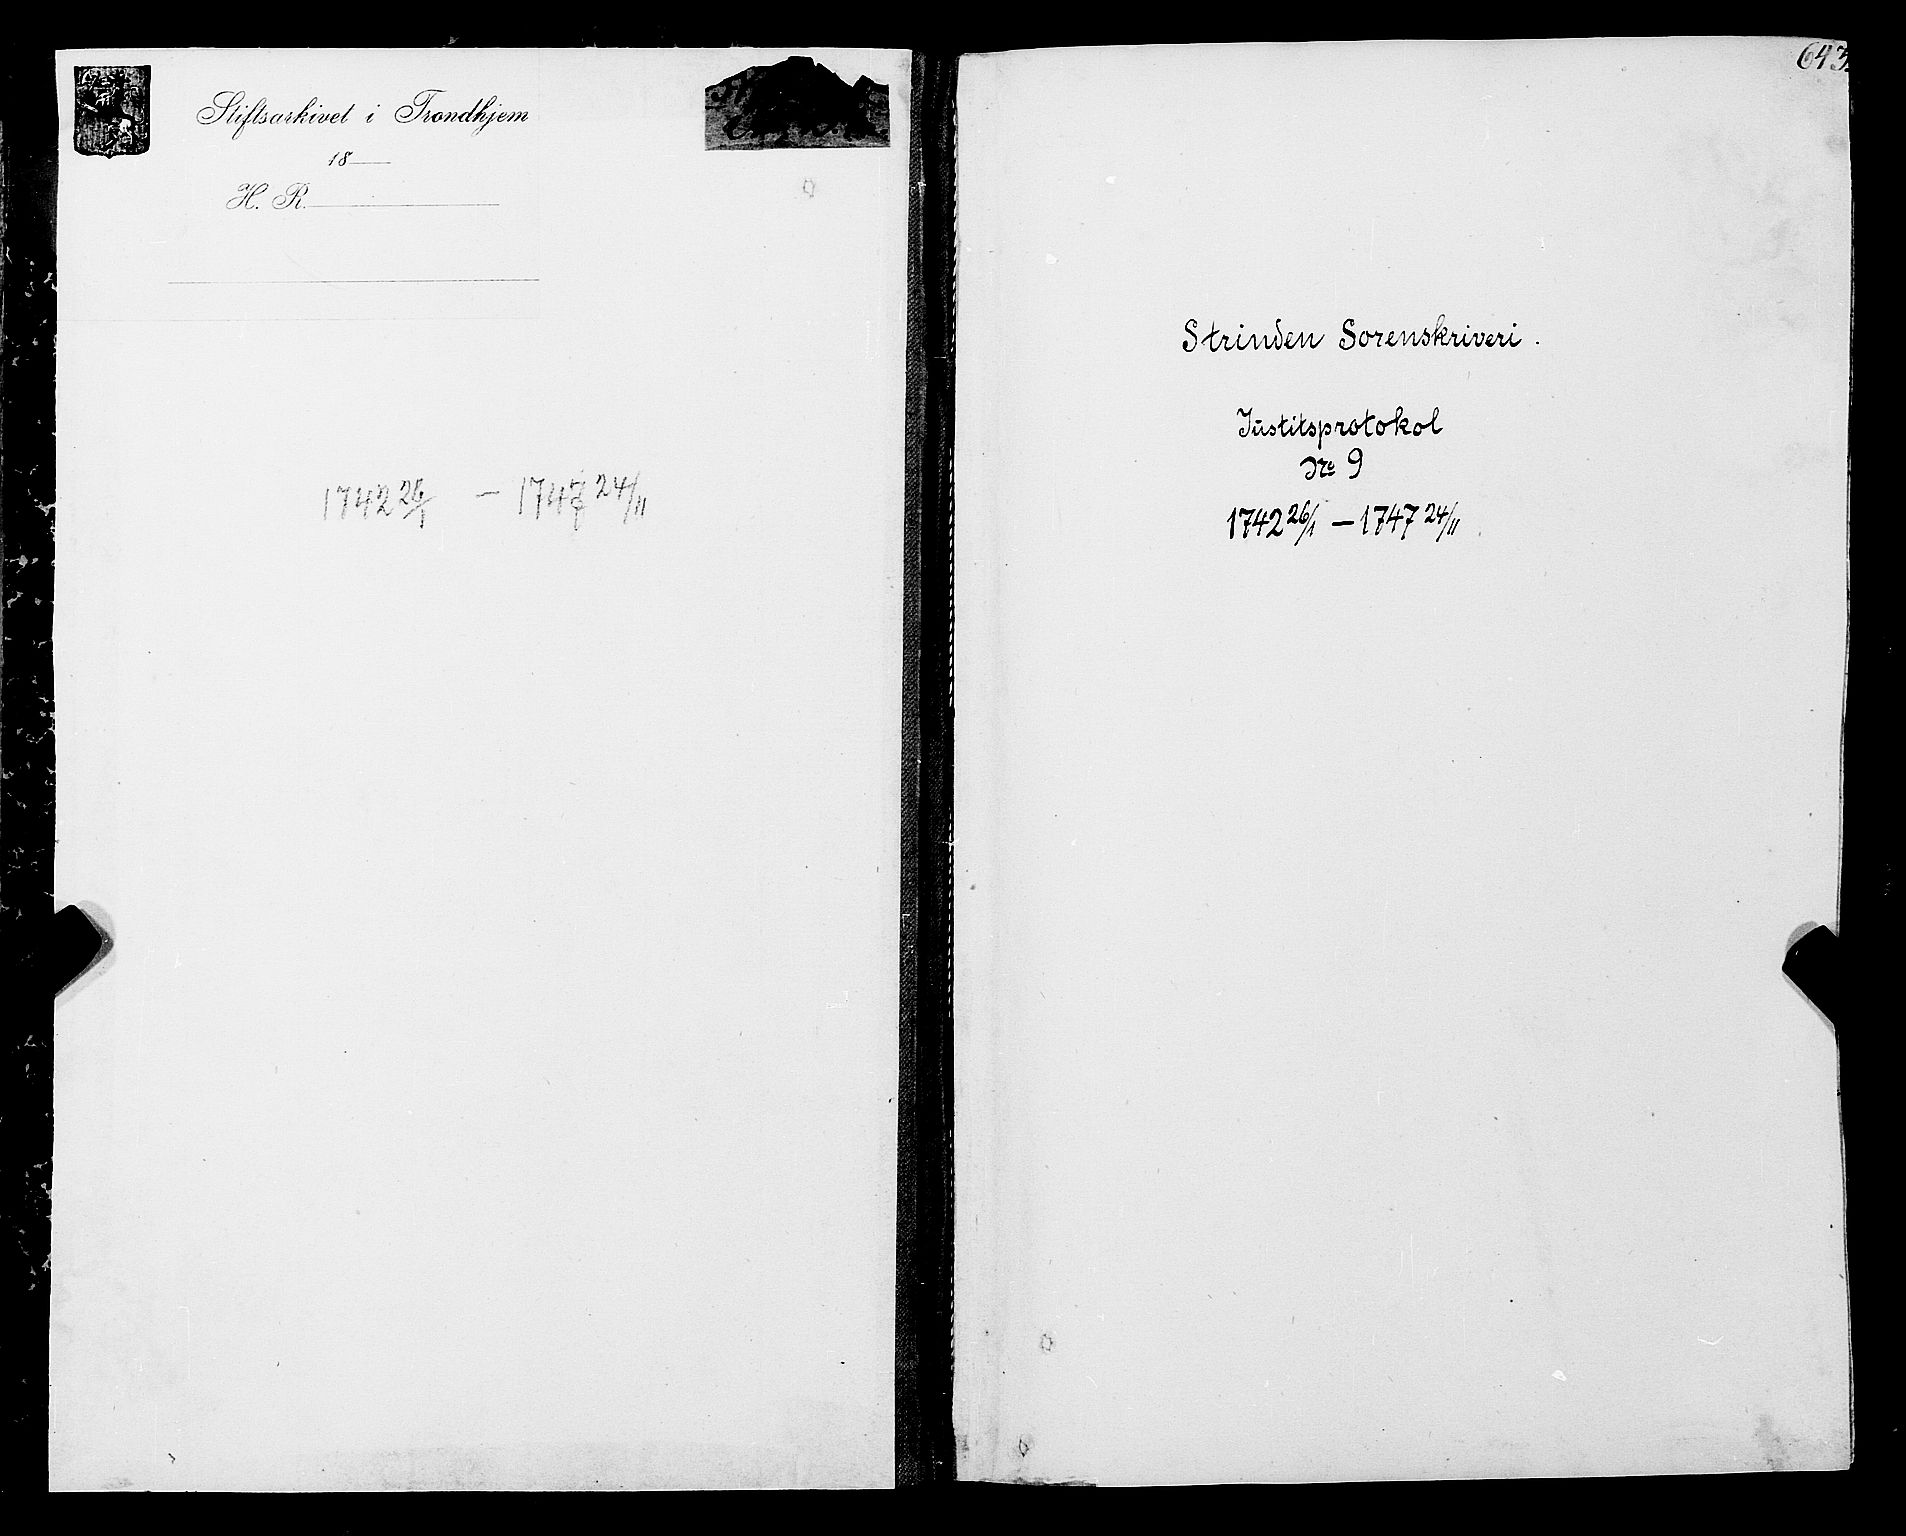 Stiftsarkivet i Trondhjem
18
H. R.
1742 26/1 — 1747 24/11
643
Strinden Sorenskriveri.
Justitsprotokol
No 9
1742 26/1 — 1747 24/11